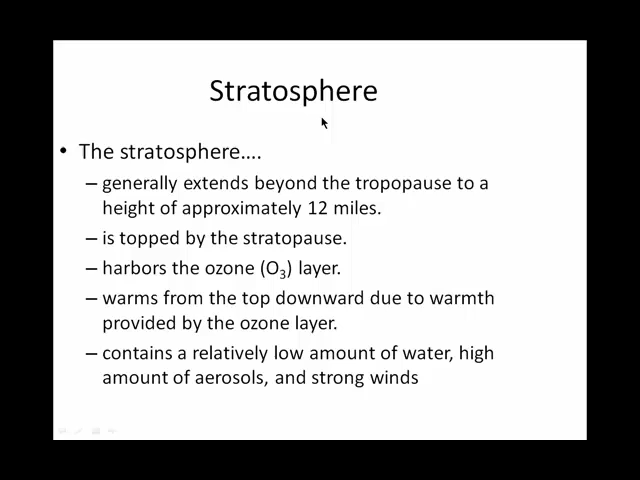 Stratosphere
• The stratosphere….
– generally extends beyond the tropopause to a
height of approximately 12 miles.
– is topped by the stratopause.
– harbors the ozone (O₃) layer.
– warms from the top downward due to warmth
provided by the ozone layer.
– contains a relatively low amount of water, high
amount of aerosols, and strong winds